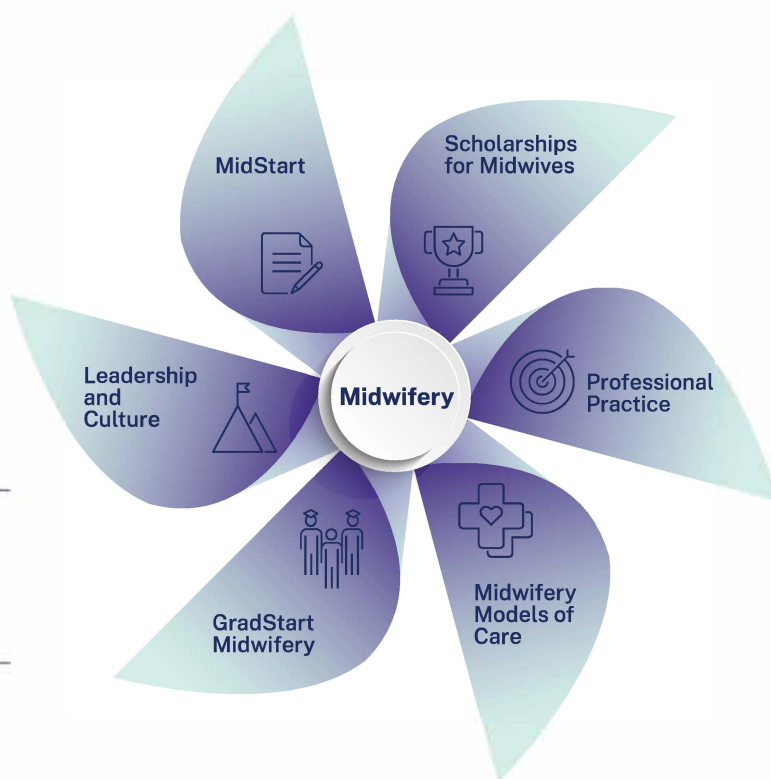 MidStart
Scholarships
for Midwives
Leadership
and
Culture
Midwifery
Professional
Practice
GradStart
Midwifery
Midwifery
Models of
Care